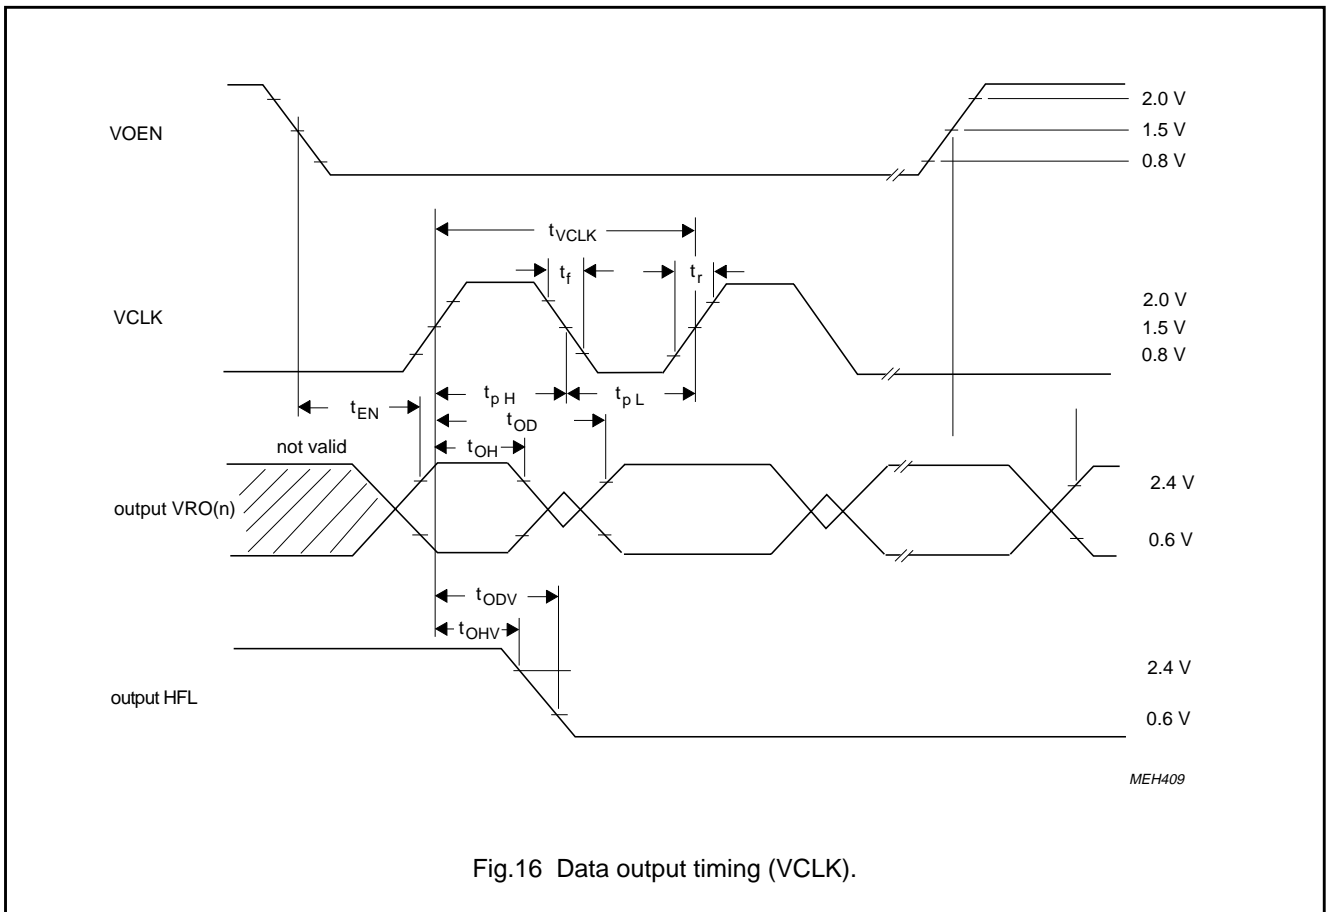 VOEN
2.0 V
1.5 V
0.8 V
tVCLK
tf
tr
VCLK
2.0 V
1.5 V
0.8 V
tp H
tp L
tEN
tOD
tOH
not valid
output VRO(n)
2.4 V
0.6 V
tODV
tOHV
output HFL
2.4 V
0.6 V
MEH409
Fig.16 Data output timing (VCLK).